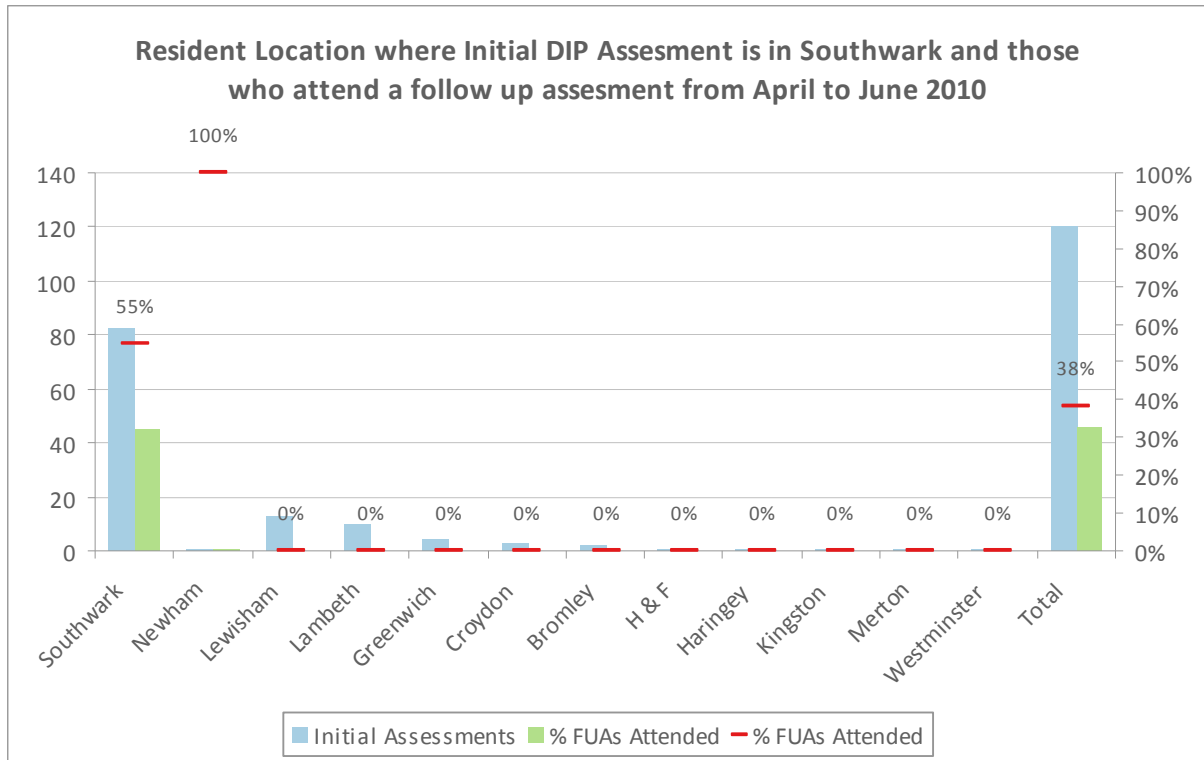 Resident Location where Initial DIP Assesment is in Southwark and those
who attend a follow up assesment from April to June 2010
100%
140
120
100
80
60
40
20
0
100%
90%
80%
70%
60%
50%
40%
30%
20%
10%
0%
55%
0%
0%
0%
0%
0%
0%
0%
0%
0%
0%
38%
Southwark
Newham
Lewisham
Lambeth
Greenwich
Croydon
Bromley
H & F
Haringey
Kingston
Merton
Westminster
Total
Initial Assessments % FUAs Attended % FUAs Attended